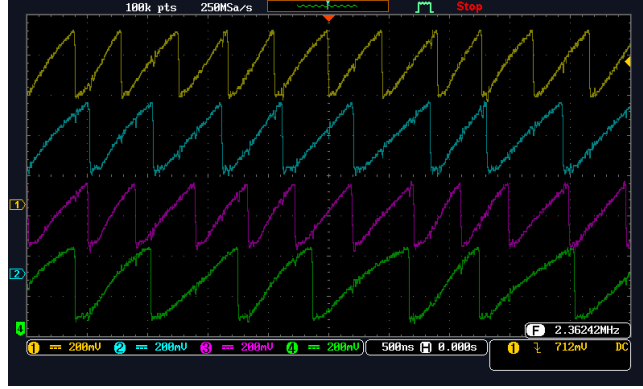 100k pts 250MSa/s Stop
1
2
4
F 2.36242MHz
1 200mV 2 200mV 3 200mV 4 200mV 500ns H 0.000s 1 712mV DC